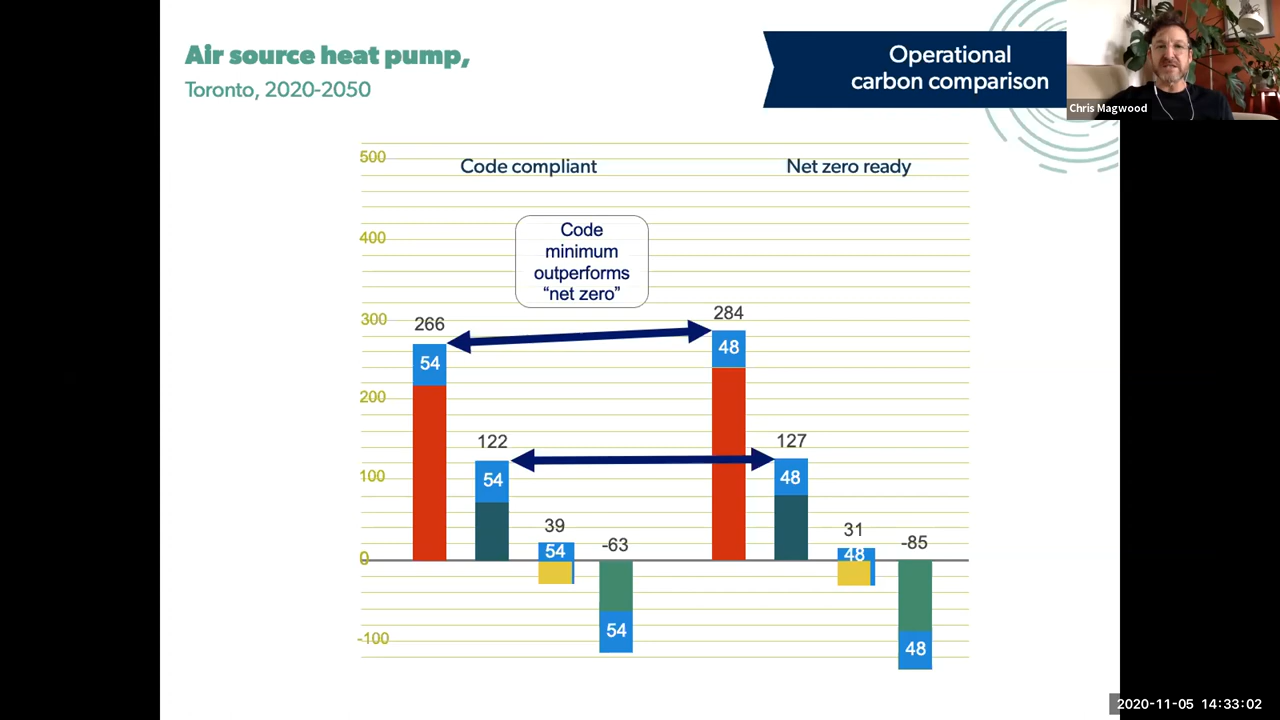 Air source heat pump,
Toronto, 2020-2050
Operational
carbon comparison
Chris Magwood
500
400
300
200
100
0
-100
Code compliant
Net zero ready
Code
minimum
outperforms
“net zero”
266
54
122
54
39
54
-63
54
284
48
127
48
31
48
-85
48
2020-11-05 14:33:02